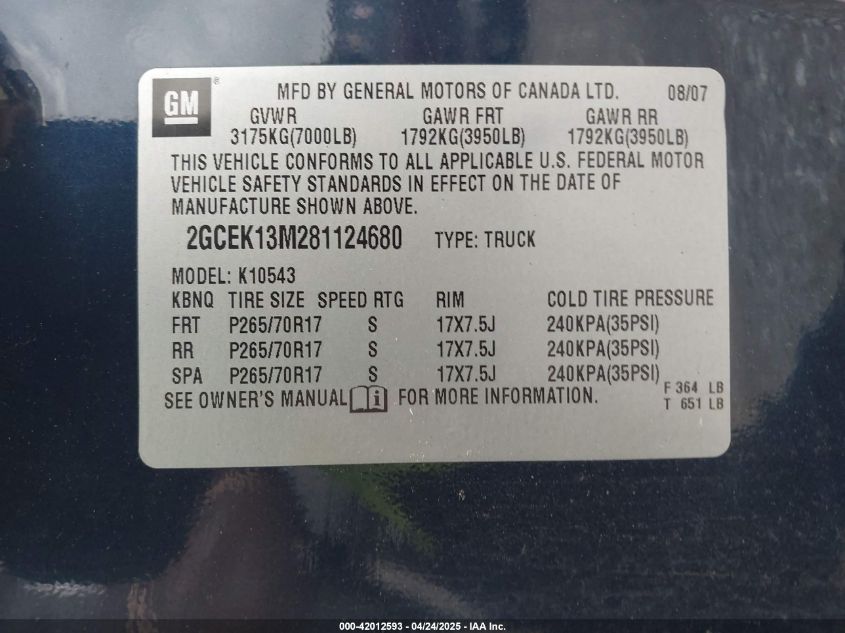 GM ® MFD BY GENERAL MOTORS OF CANADA LTD. 08/07
GVWR GAWR FRT GAWR RR
3175KG(7000LB) 1792KG(3950LB) 1792KG(3950LB)
THIS VEHICLE CONFORMS TO ALL APPLICABLE U.S. FEDERAL MOTOR
VEHICLE SAFETY STANDARDS IN EFFECT ON THE DATE OF
MANUFACTURE SHOWN ABOVE.
2GCEK13M281124680 TYPE: TRUCK
MODEL: K10543
KBNQ TIRE SIZE SPEED RTG RIM COLD TIRE PRESSURE
FRT P265/70R17 S 17X7.5J 240KPA(35PSI)
RR P265/70R17 S 17X7.5J 240KPA(35PSI)
SPA P265/70R17 S 17X7.5J 240KPA(35PSI)
F 364 LB
SEE OWNER'S MANUAL i FOR MORE INFORMATION.
T 651 LB
000-42012593 / 04/24/2025 - IAA Inc.